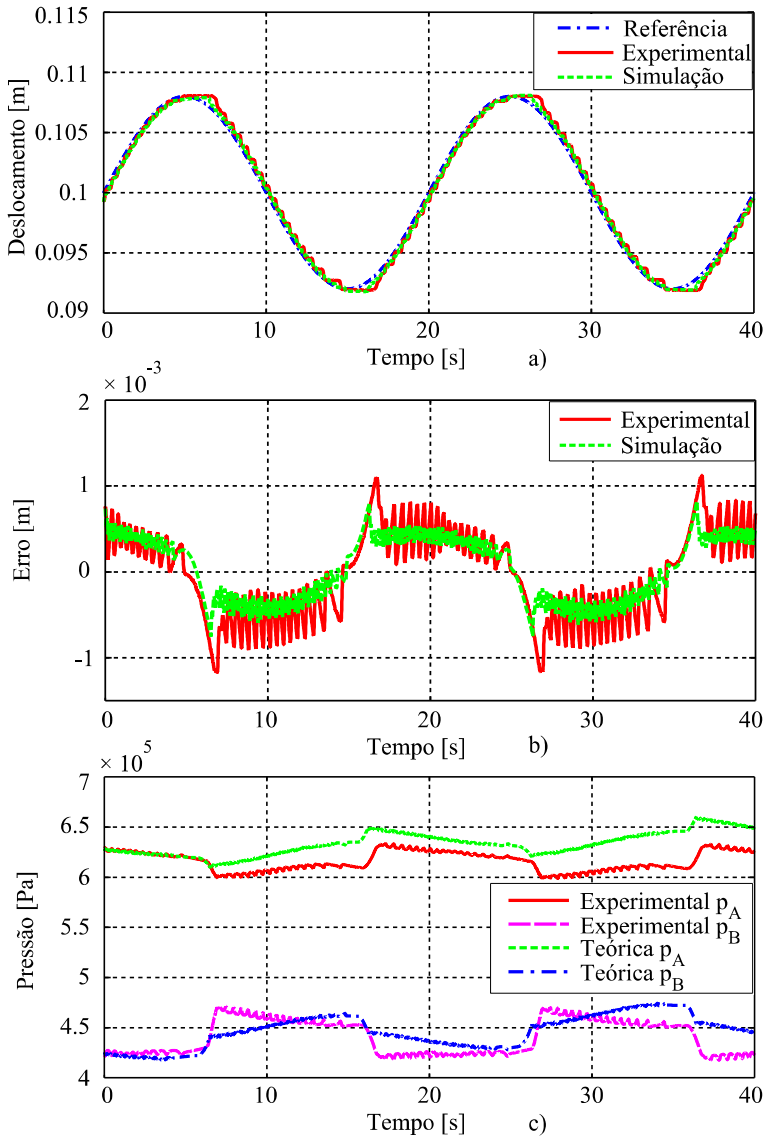 0.115
0.11
0.105
0.1
0.095
0.09
Deslocamento [m]
Referência
Experimental
Simulação
0 10 20 30 40
Tempo [s]
a)
× 10^-3
2
1
0
-1
Erro [m]
Experimental
Simulação
0 10 20 30 40
Tempo [s]
b)
× 10^5
7
6.5
6
5.5
5
4.5
4
Pressão [Pa]
Experimental p_A
Experimental p_B
Teórica p_A
Teórica p_B
0 10 20 30 40
Tempo [s]
c)